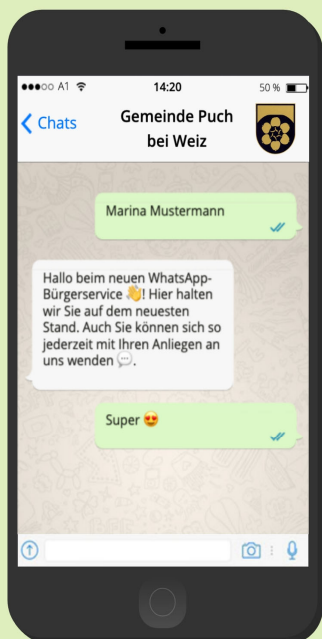 A1 14:20 50 %
Chats Gemeinde Puch
bei Weiz
Marina Mustermann
Hallo beim neuen WhatsApp-
Bürgerservice 👋! Hier halten
wir Sie auf dem neuesten
Stand. Auch Sie können sich so
jederzeit mit Ihren Anliegen an
uns wenden 💬.
Super 😍